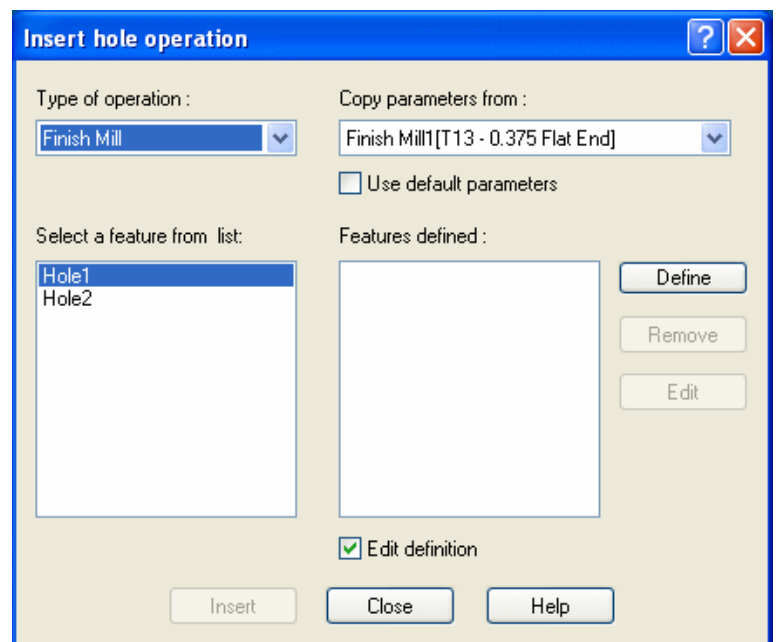 Insert hole operation
Type of operation :
Copy parameters from :
Finish Mill
Finish Mill1[T13 - 0.375 Flat End]
Use default parameters
Select a feature from list:
Features defined :
Hole1
Hole2
Define
Remove
Edit
Edit definition
Insert
Close
Help